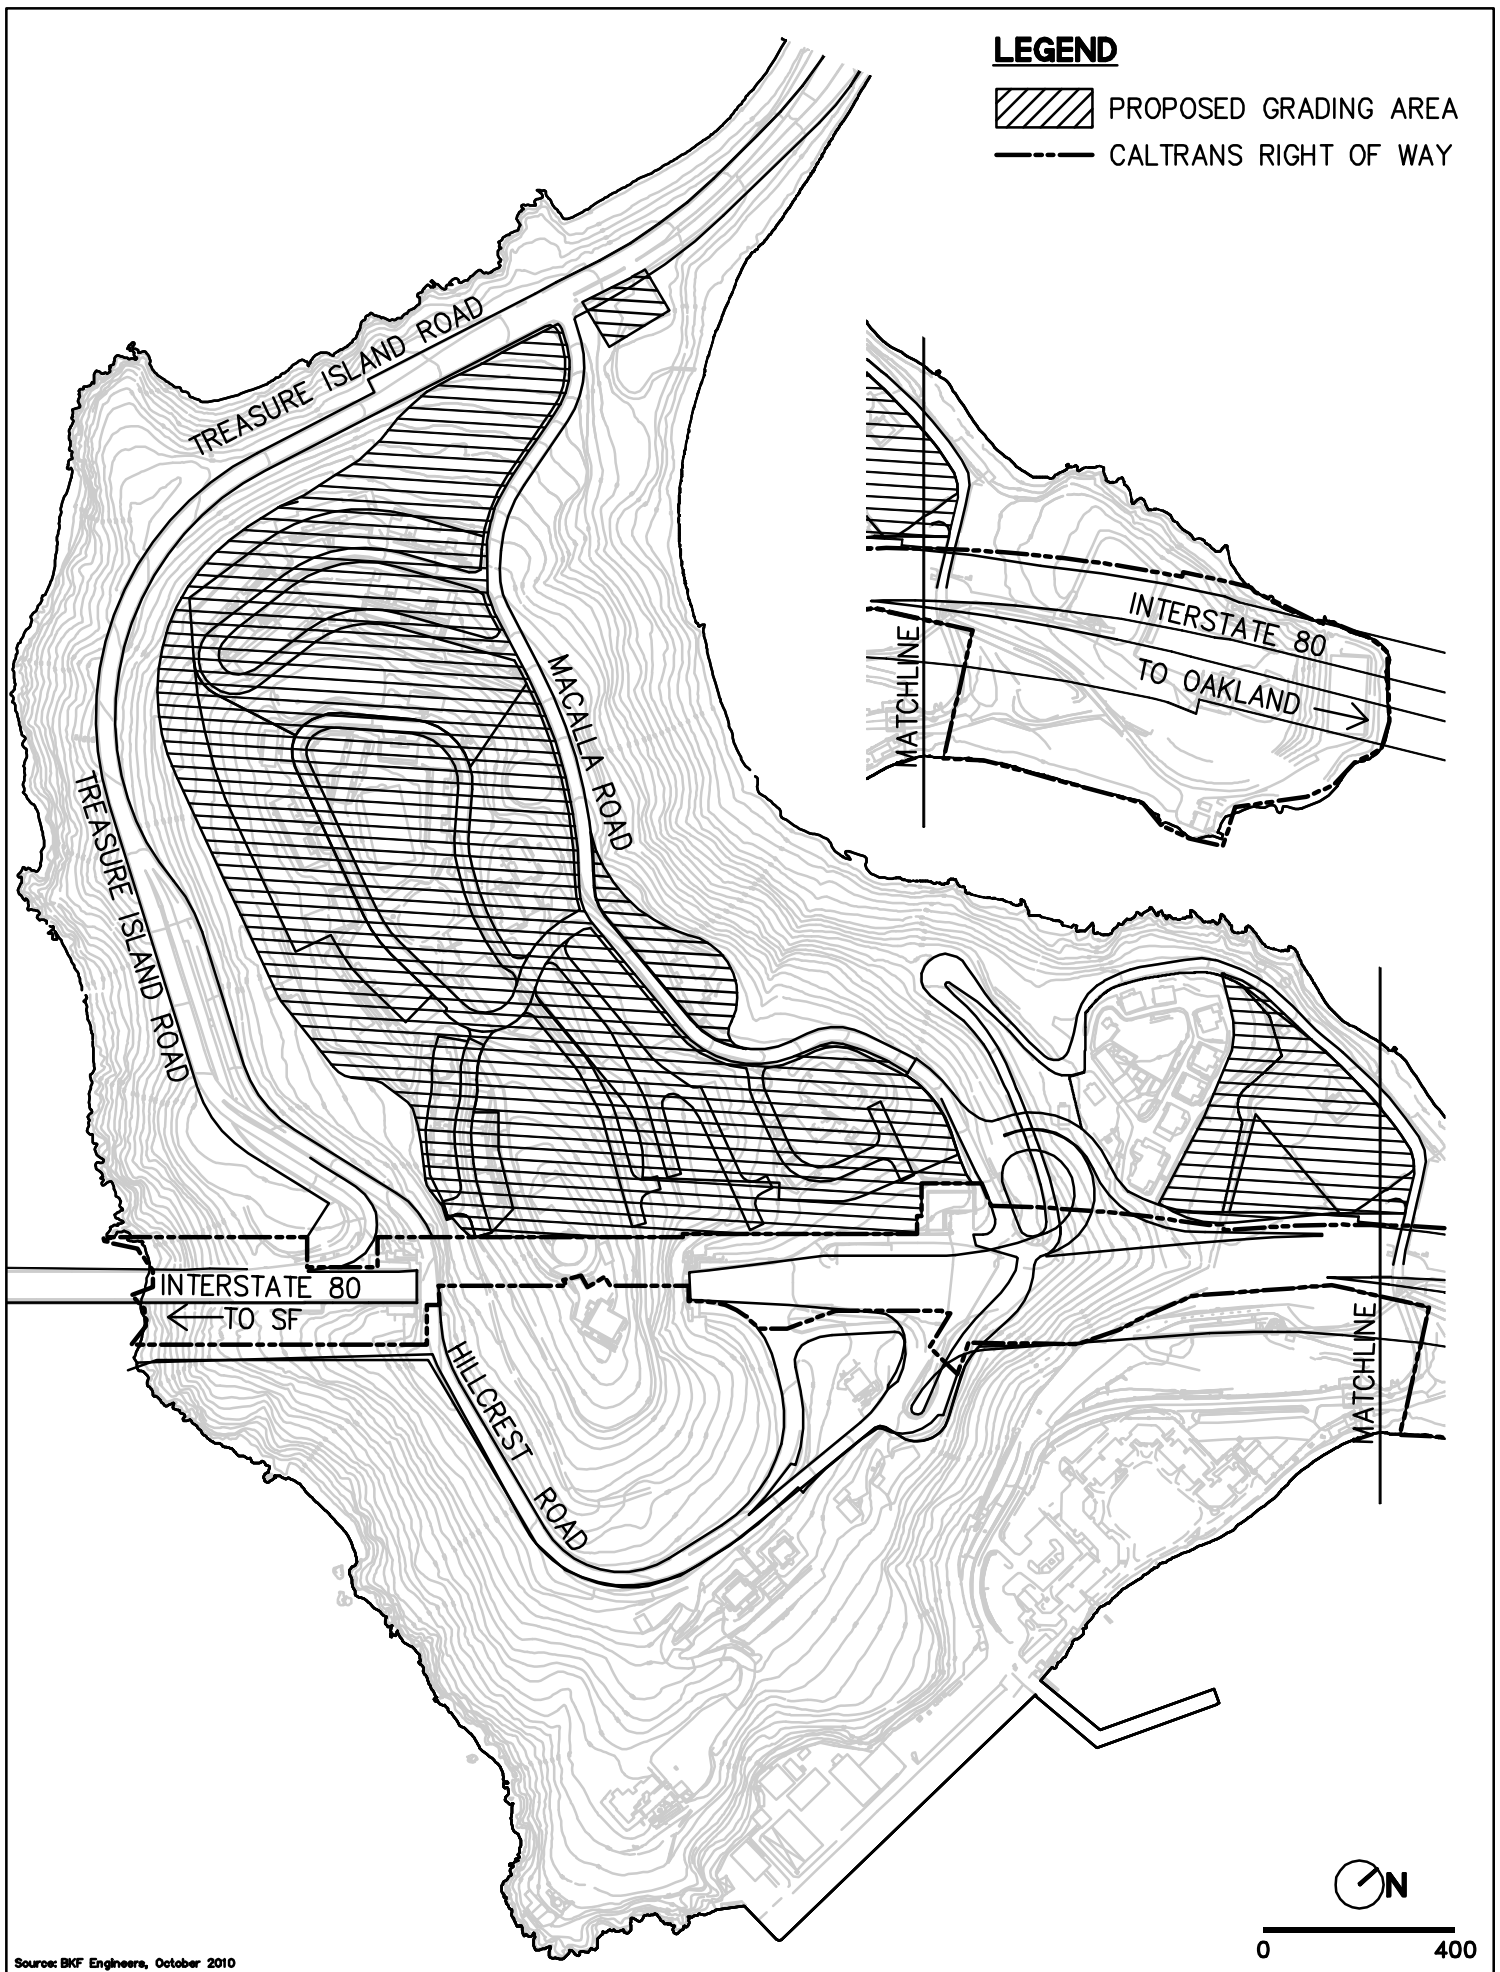 LEGEND
PROPOSED GRADING AREA
CALTRANS RIGHT OF WAY
TREASURE ISLAND ROAD
MACALLA ROAD
TREASURE ISLAND ROAD
MATCHLINE
INTERSTATE 80
TO OAKLAND
INTERSTATE 80
TO SF
HILLCREST ROAD
MATCHLINE
N
0 400
Source: BKF Engineers, October 2010